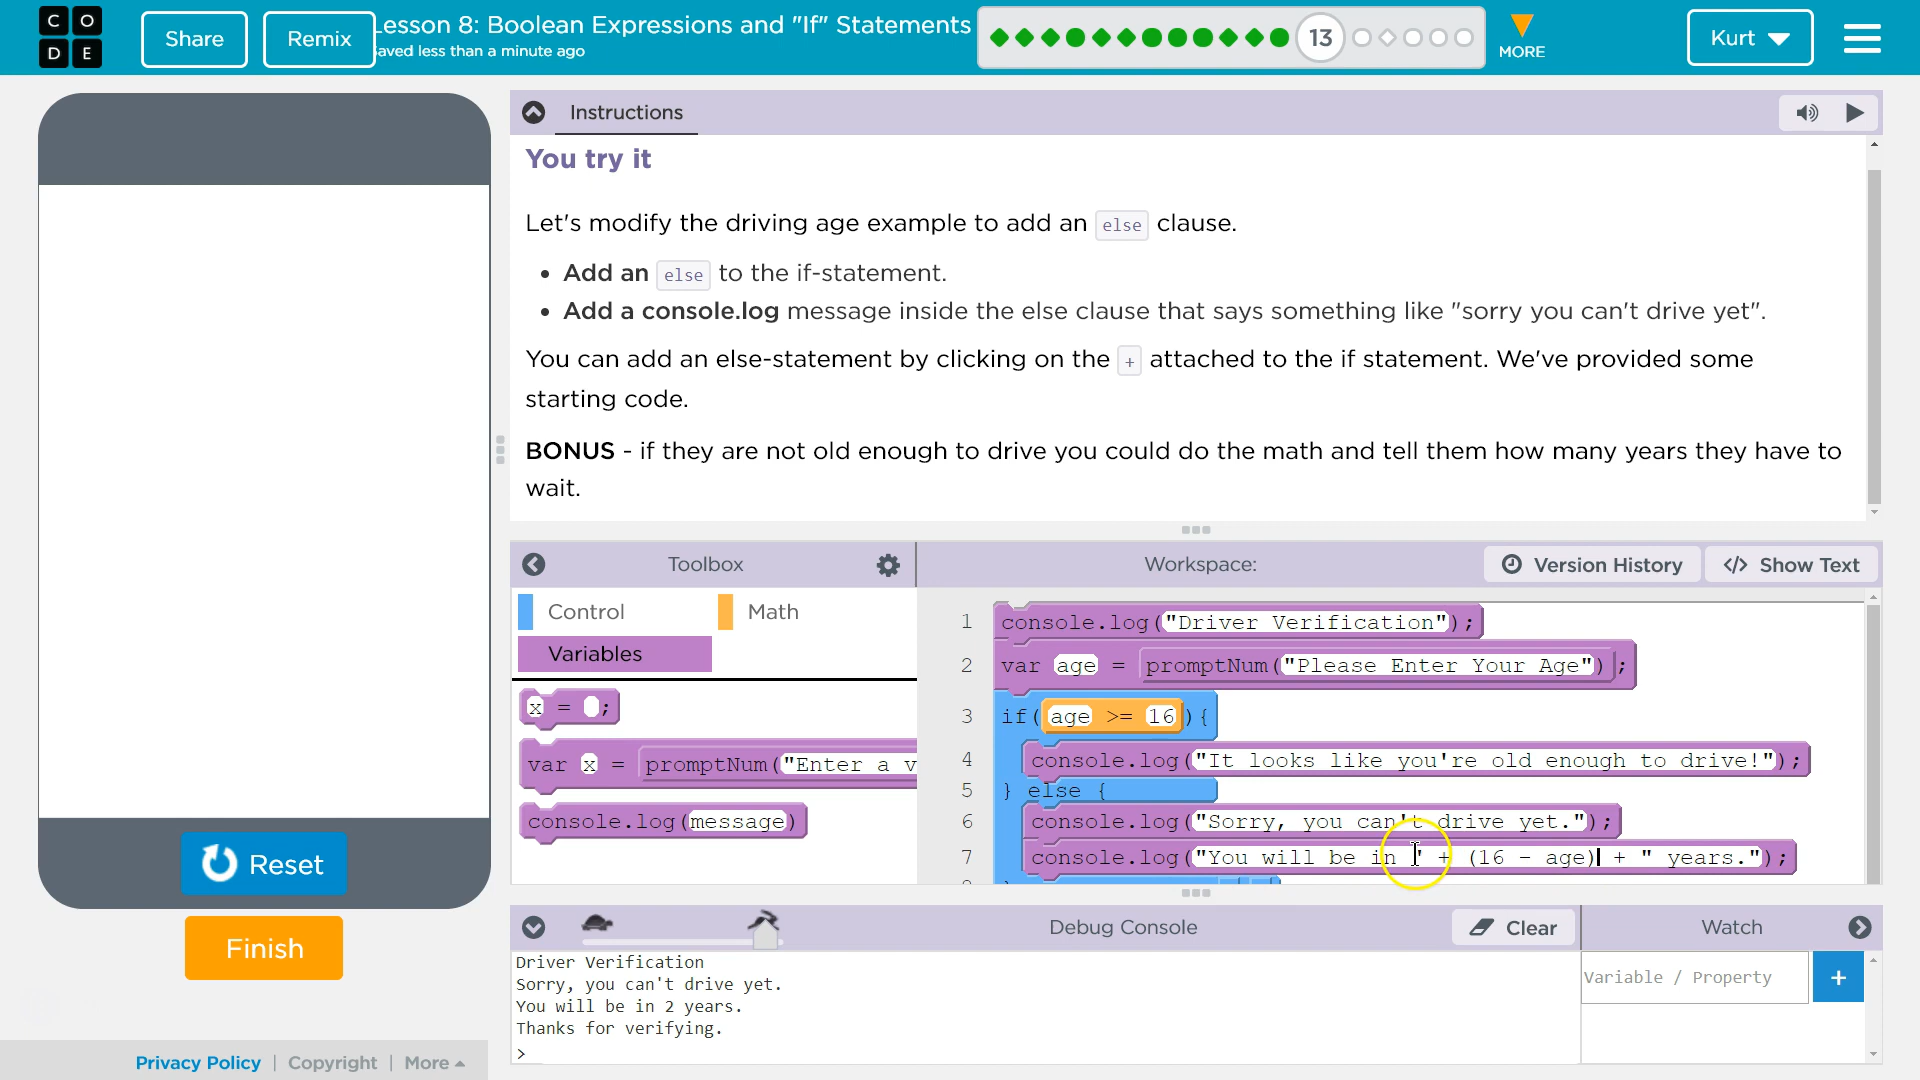 CODE
Share
Remix
Lesson 8: Boolean Expressions and "If" Statements
Saved less than a minute ago
13
MORE
Kurt
Instructions
You try it
Let's modify the driving age example to add an else clause.
Add an else to the if-statement.
Add a console.log message inside the else clause that says something like "sorry you can't drive yet".
You can add an else-statement by clicking on the + attached to the if statement. We've provided some
starting code.
BONUS - if they are not old enough to drive you could do the math and tell them how many years they have to
wait.
Toolbox
Workspace:
Version History
</> Show Text
Control
Math
Variables
x = ;
var x = promptNum("Enter a v
console.log(message)
1 console.log("Driver Verification");
2 var age = promptNum("Please Enter Your Age");
3 if(age >= 16){
4 console.log("It looks like you're old enough to drive!");
5 } else {
6 console.log("Sorry, you can't drive yet.");
7 console.log("You will be in " + (16 - age) + " years.");
Reset
Finish
Debug Console
Clear
Watch
Driver Verification
Sorry, you can't drive yet.
You will be in 2 years.
Thanks for verifying.
>
Variable / Property
+
Privacy Policy | Copyright | More